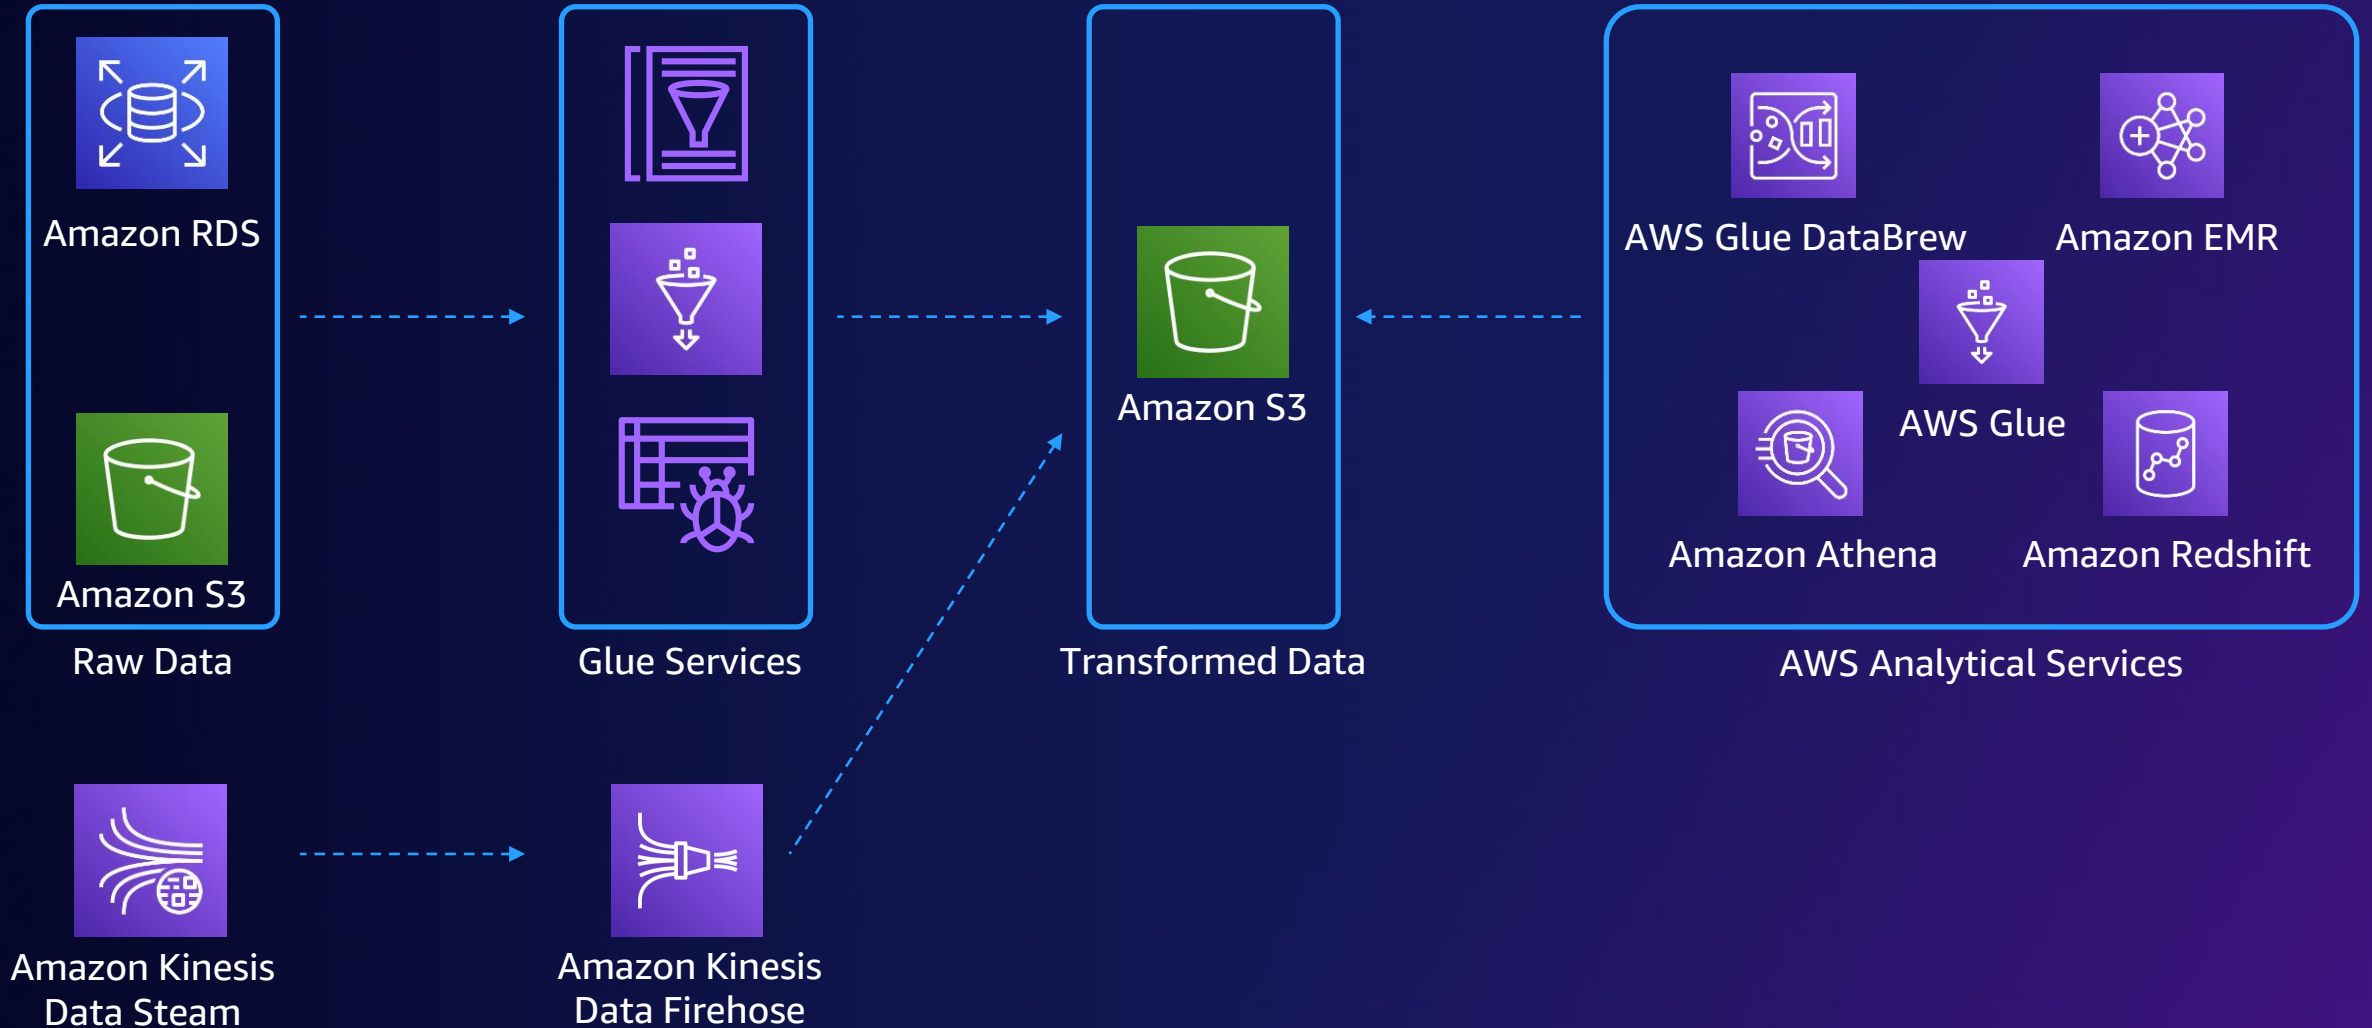 Amazon RDS
Amazon S3
Raw Data
Glue Services
Amazon S3
Transformed Data
AWS Glue DataBrew
Amazon EMR
AWS Glue
Amazon Athena
Amazon Redshift
AWS Analytical Services
Amazon Kinesis
Data Steam
Amazon Kinesis
Data Firehose